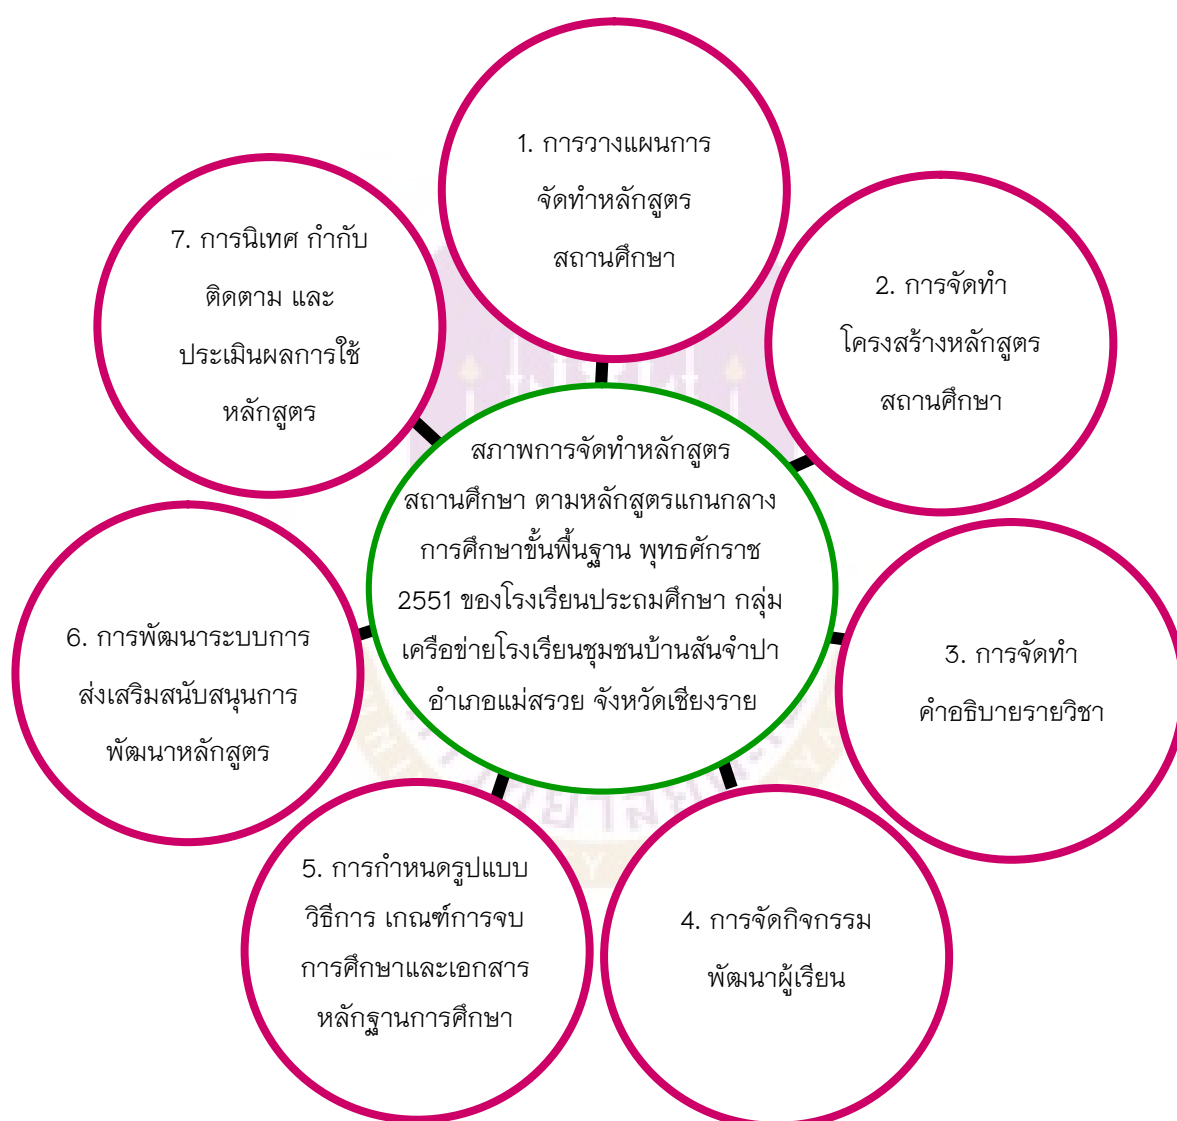 1. การวางแผนการ
จัดทำหลักสูตร
สถานศึกษา
2. การจัดทำ
โครงสร้างหลักสูตร
สถานศึกษา
3. การจัดทำ
คำอธิบายรายวิชา
4. การจัดกิจกรรม
พัฒนาผู้เรียน
5. การกำหนดรูปแบบ
วิธีการ เกณฑ์การจบ
การศึกษาและเอกสาร
หลักฐานการศึกษา
6. การพัฒนาระบบการ
ส่งเสริมสนับสนุนการ
พัฒนาหลักสูตร
7. การนิเทศ กำกับ
ติดตาม และ
ประเมินผลการใช้
หลักสูตร
สภาพการจัดทำหลักสูตร
สถานศึกษา ตามหลักสูตรแกนกลาง
การศึกษาขั้นพื้นฐาน พุทธศักราช
2551 ของโรงเรียนประถมศึกษา กลุ่ม
เครือข่ายโรงเรียนชุมชนบ้านสันจำปา
อำเภอแม่สรวย จังหวัดเชียงราย